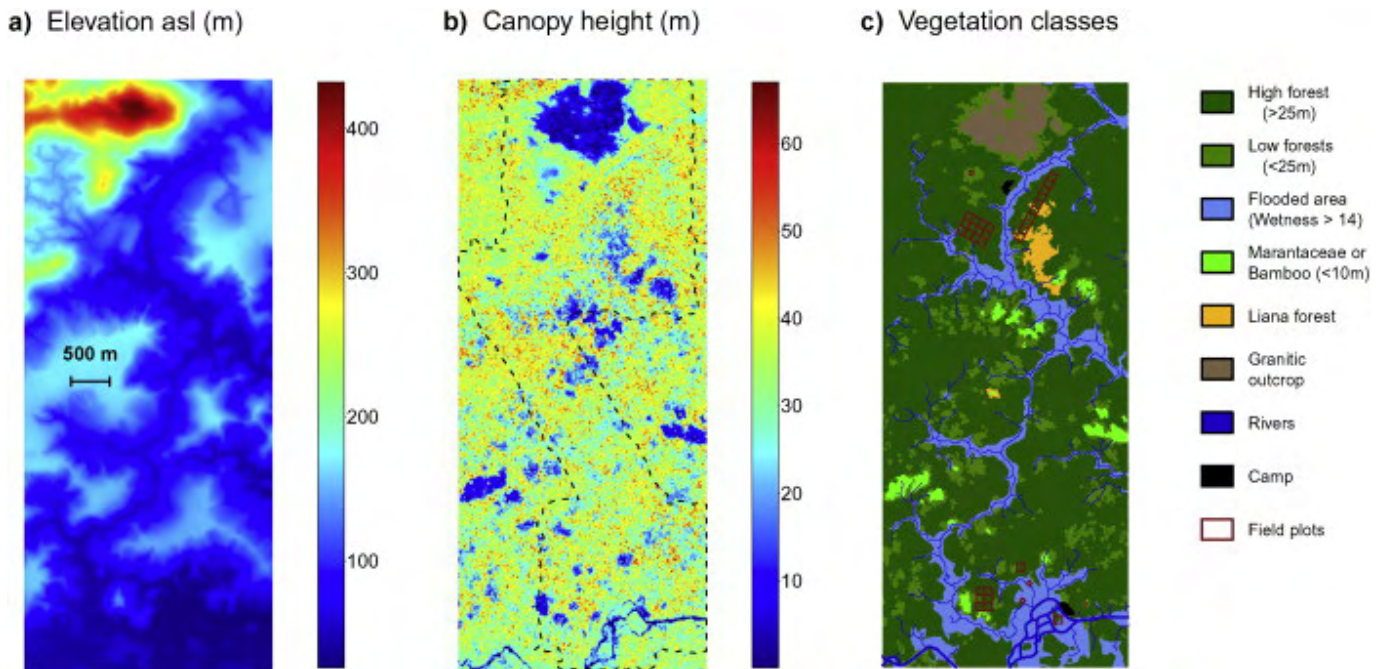 a) Elevation asl (m)
b) Canopy height (m)
c) Vegetation classes
400
300
200
100
500 m
60
50
40
30
20
10
High forest
(>25m)
Low forests
(<25m)
Flooded area
(Wetness > 14)
Marantaceae or
Bamboo (<10m)
Liana forest
Granitic
outcrop
Rivers
Camp
Field plots